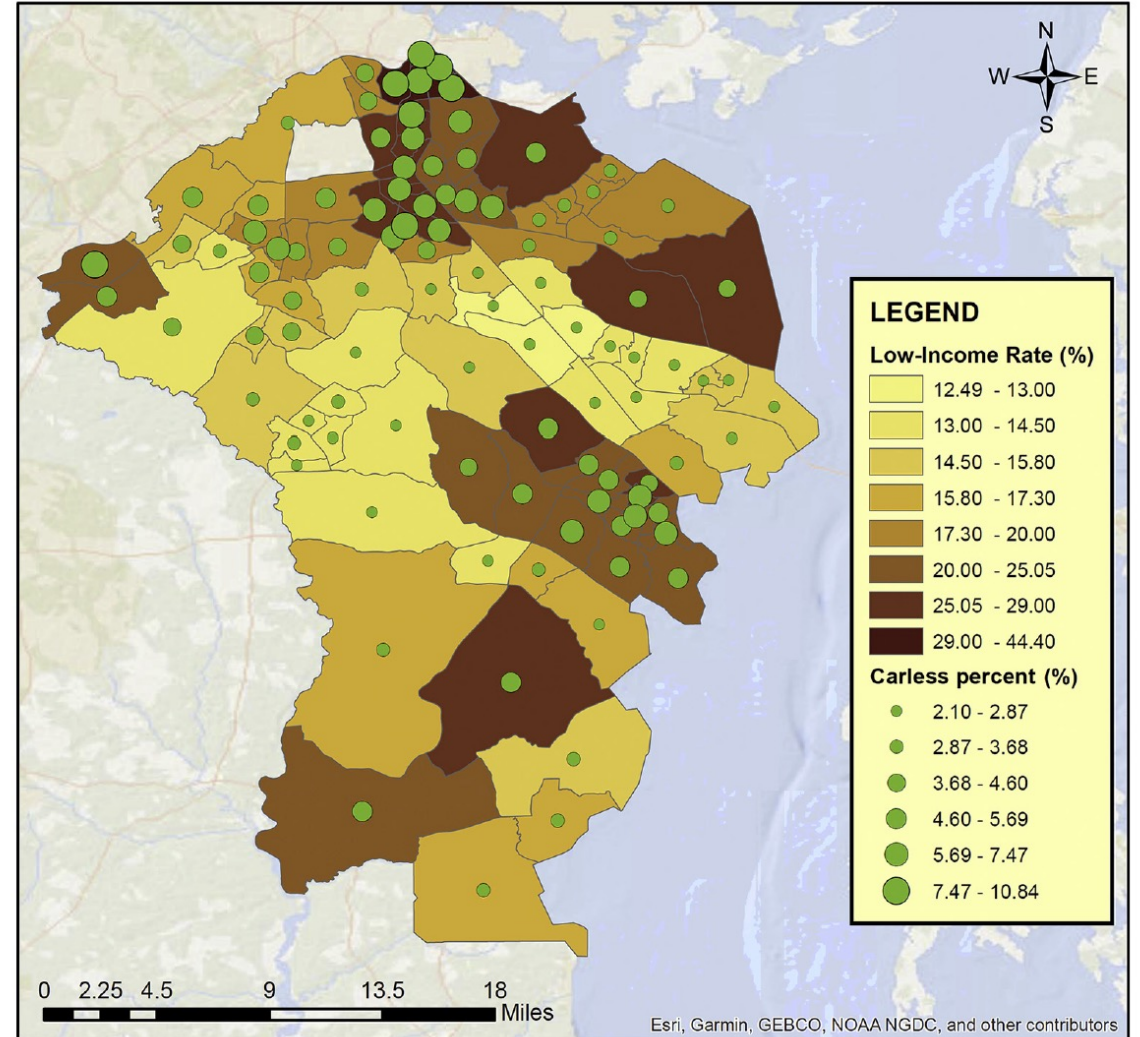 N
W E
S
LEGEND
Low-Income Rate (%)
12.49 - 13.00
13.00 - 14.50
14.50 - 15.80
15.80 - 17.30
17.30 - 20.00
20.00 - 25.05
25.05 - 29.00
29.00 - 44.40
Carless percent (%)
2.10 - 2.87
2.87 - 3.68
3.68 - 4.60
4.60 - 5.69
5.69 - 7.47
7.47 - 10.84
0 2.25 4.5 9 13.5 18
Miles
Esri, Garmin, GEBCO, NOAA NGDC, and other contributors